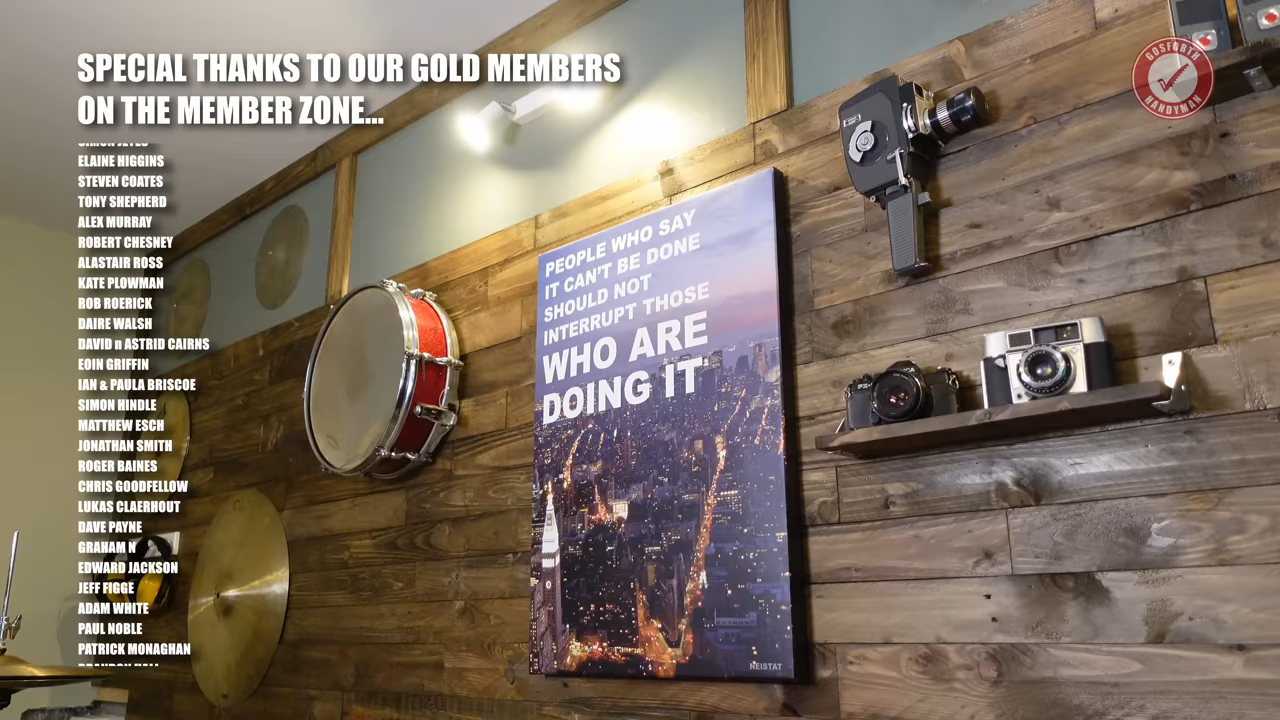 SPECIAL THANKS TO OUR GOLD MEMBERS
ON THE MEMBER ZONE...
ELAINE HIGGINS
STEVEN COATES
TONY SHEPHERD
ALEX MURRAY
ROBERT CHESNEY
ALASTAIR ROSS
KATE PLOWMAN
ROB ROERICK
DAIRE WALSH
DAVID n ASTRID CAIRNS
EOIN GRIFFIN
IAN & PAULA BRISCOE
SIMON HINDLE
MATTHEW ESCH
JONATHAN SMITH
ROGER BAINES
CHRIS GOODFELLOW
LUKAS CLAERHOUT
DAVE PAYNE
GRAHAM N
EDWARD JACKSON
JEFF FIGGE
ADAM WHITE
PAUL NOBLE
PATRICK MONAGHAN
PEOPLE WHO SAY
IT CAN'T BE DONE
SHOULD NOT
INTERRUPT THOSE
WHO ARE
DOING IT
NEISTAT
GOSFORTH
HANDYMAN